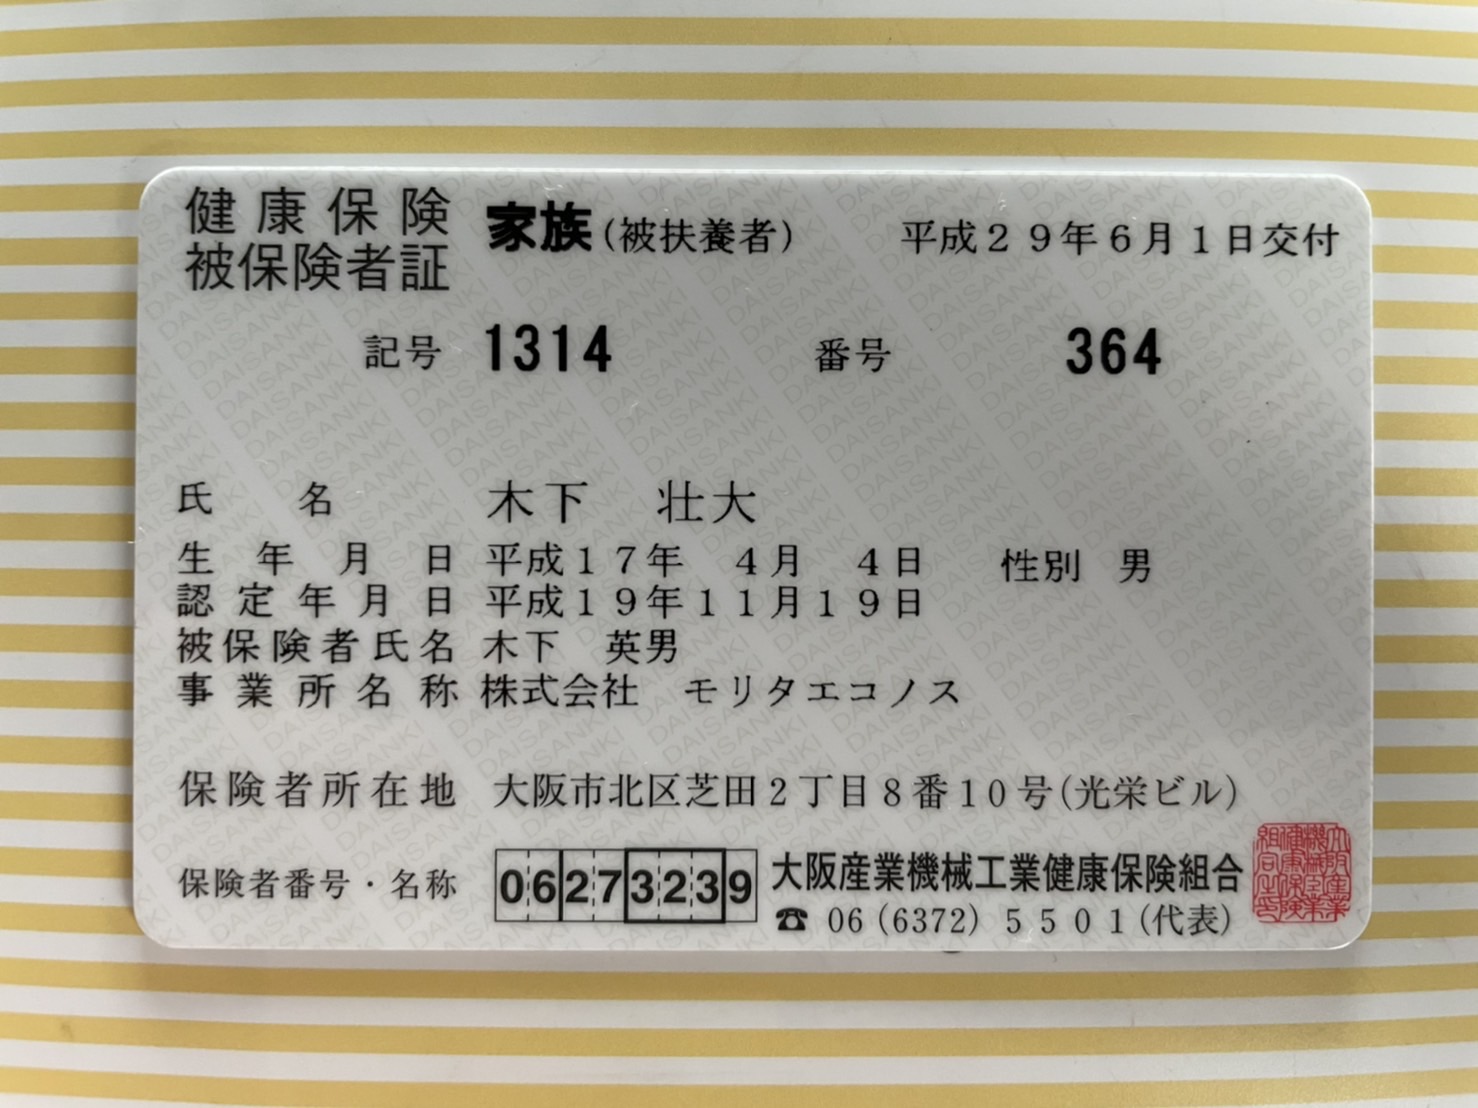 健康保険 家族(被扶養者) 平成29年6月1日交付
被保険者証
記号 1314 番号 364
氏名 木下 壮大
生年月日 平成17年 4月 4日 性別 男
認定年月日 平成19年11月19日
被保険者氏名 木下 英男
事業所名称 株式会社 モリタエコノス
保険者所在地 大阪市北区芝田2丁目8番10号(光栄ビル)
保険者番号・名称 06273239 大阪産業機械工業健康保険組合
☎ 06(6372)5501(代表)
DAISANKI